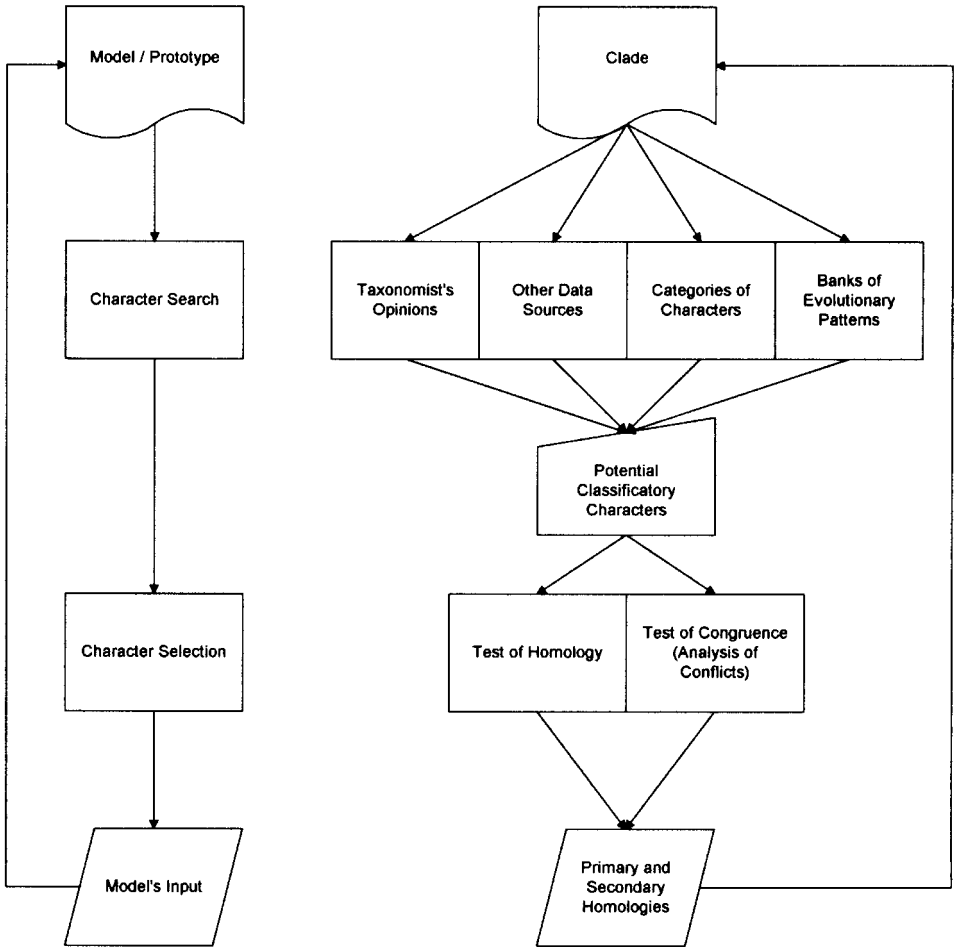 Model / Prototype
Clade
Character Search
Taxonomist's
Opinions
Other Data
Sources
Categories of
Characters
Banks of
Evolutionary
Patterns
Potential
Classificatory
Characters
Character Selection
Test of Homology
Test of Congruence
(Analysis of
Conflicts)
Model's Input
Primary and
Secondary
Homologies